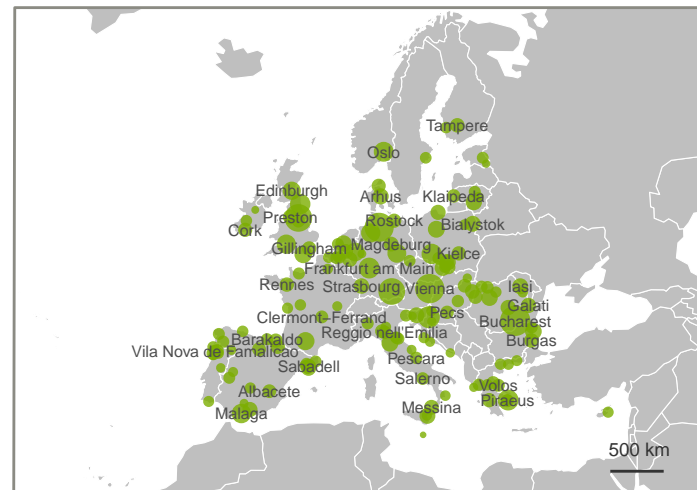 Tampere
Oslo
Edinburgh
Arhus
Klaipeda
Preston
Rostock
Cork
Bialystok
Gillingham
Magdeburg
Kielce
Frankfurt am Main
Rennes
Strasbourg
Vienna
Iasi
Galati
Clermont−Ferrand
Pecs
Bucharest
Reggio nell'Emilia
Barakaldo
Burgas
Vila Nova de Famalicao
Pescara
Sabadell
Salerno
Volos
Albacete
Piraeus
Messina
Malaga
500 km